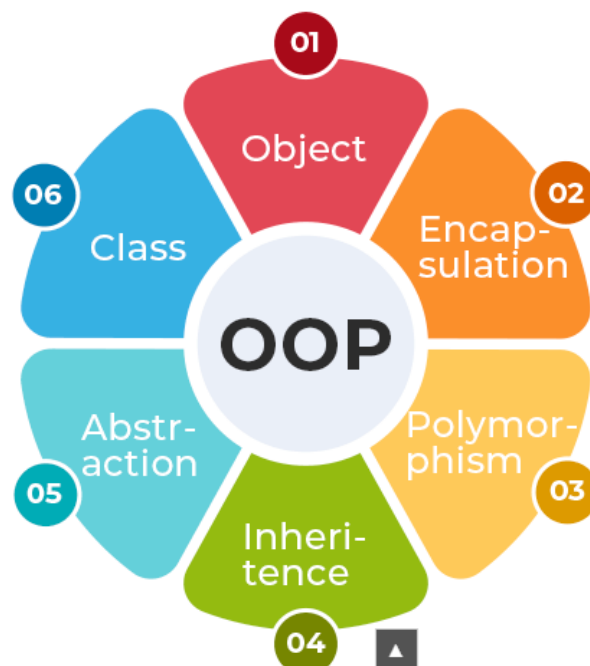 01
Object
02
Encap-
sulation
03
Polymor-
phism
04
Inheri-
tence
05
Abstr-
action
06
Class
OOP